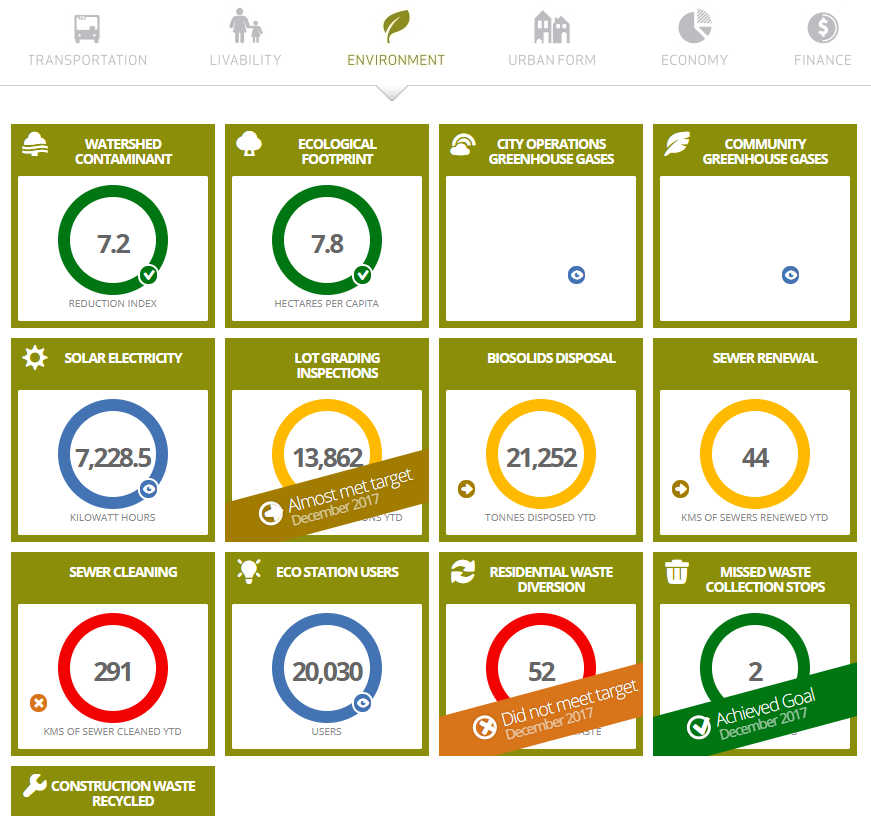 TRANSPORTATION
LIVABILITY
ENVIRONMENT
URBAN FORM
ECONOMY
FINANCE
WATERSHED
CONTAMINANT
7.2
REDUCTION INDEX
ECOLOGICAL
FOOTPRINT
7.8
HECTARES PER CAPITA
CITY OPERATIONS
GREENHOUSE GASES
COMMUNITY
GREENHOUSE GASES
SOLAR ELECTRICITY
7,228.5
KILOWATT HOURS
LOT GRADING
INSPECTIONS
13,862
Almost met target
December 2017
YTD
BIOSOLIDS DISPOSAL
21,252
TONNES DISPOSED YTD
SEWER RENEWAL
44
KMS OF SEWERS RENEWED YTD
SEWER CLEANING
291
KMS OF SEWER CLEANED YTD
ECO STATION USERS
20,030
USERS
RESIDENTIAL WASTE
DIVERSION
52
Did not meet target
December 2017
MISSED WASTE
COLLECTION STOPS
2
Achieved Goal
December 2017
CONSTRUCTION WASTE
RECYCLED